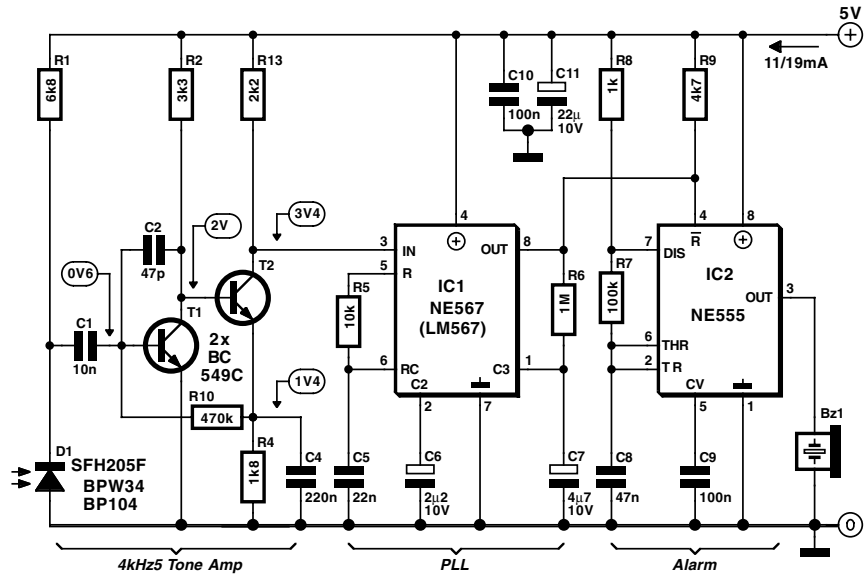 5V
11/19mA
R1
6k8
R2
3k3
R13
2k2
C10
100n
C11
22µ
10V
R8
1k
R9
4k7
C2
47p
2V
3V4
0V6
T2
T1
C1
10n
2x
BC
549C
1V4
R10
470k
R4
1k8
C4
220n
D1
SFH205F
BPW34
BP104
R5
10k
C5
22n
4
3
IN
5
R
6
RC
OUT
8
IC1
NE567
(LM567)
C2
C3
1
2
7
R6
1M
C6
2µ2
10V
C7
4µ7
10V
4
8
R
7
DIS
IC2
NE555
OUT
3
6
THR
2
TR
CV
5
1
R7
100k
C8
47n
C9
100n
Bz1
0
4kHz5 Tone Amp
PLL
Alarm